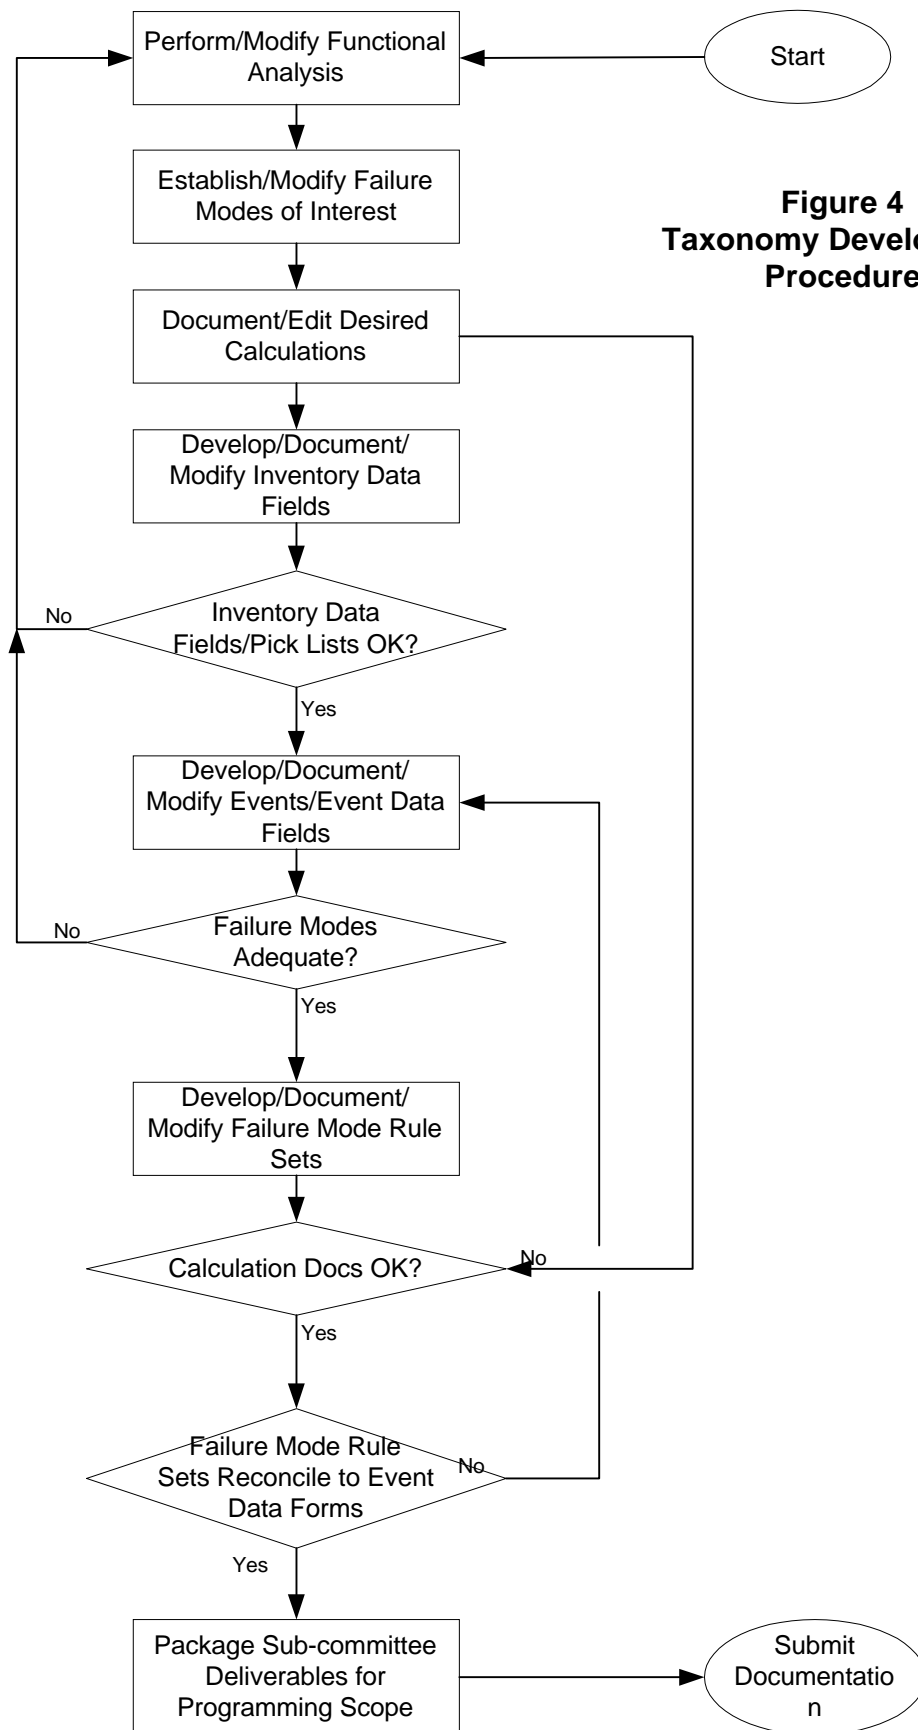 Perform/Modify Functional
Analysis
Start
Establish/Modify Failure
Modes of Interest
Figure 4
Taxonomy Develo
Procedure
Document/Edit Desired
Calculations
Develop/Document/
Modify Inventory Data
Fields
No
Inventory Data
Fields/Pick Lists OK?
Yes
Develop/Document/
Modify Events/Event Data
Fields
No
Failure Modes
Adequate?
Yes
Develop/Document/
Modify Failure Mode Rule
Sets
Calculation Docs OK?
No
Yes
Failure Mode Rule
Sets Reconcile to Event
Data Forms
No
Yes
Package Sub-committee
Deliverables for
Programming Scope
Submit
Documentatio
n